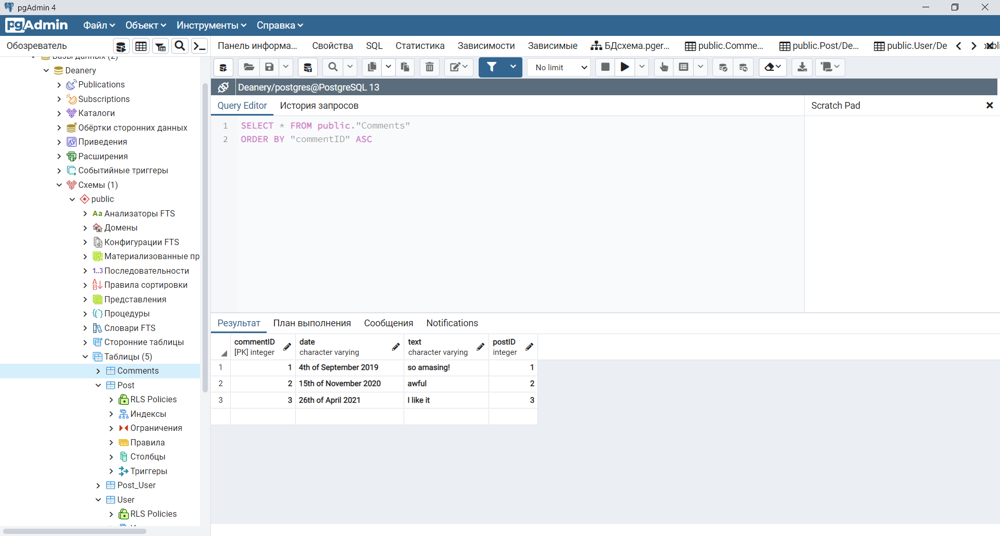 pgAdmin 4
pgAdmin Файл Объект Инструменты Справка
Обозреватель
Панель информа... Свойства SQL Статистика Зависимости Зависимые БДсхема.pger... public.Comme... public.Post/De... public.User/De
No limit
Deanery/postgres@PostgreSQL 13
Query Editor История запросов
Scratch Pad
1 SELECT * FROM public."Comments"
2 ORDER BY "commentID" ASC
Базы данных (2)
Deanery
Publications
Subscriptions
Каталоги
Обёртки сторонних данных
Приведения
Расширения
Событийные триггеры
Схемы (1)
public
Aa Анализаторы FTS
Домены
Конфигурации FTS
Материализованные пр
1..3 Последовательности
Правила сортировки
Представления
Процедуры
Словари FTS
Сторонние таблицы
Таблицы (5)
Comments
Post
RLS Policies
Индексы
Ограничения
Правила
Столбцы
Триггеры
Post_User
User
RLS Policies
Результат План выполнения Сообщения Notifications
commentID date text postID
[PK] integer character varying character varying integer
1 1 4th of September 2019 so amasing! 1
2 2 15th of November 2020 awful 2
3 3 26th of April 2021 I like it 3